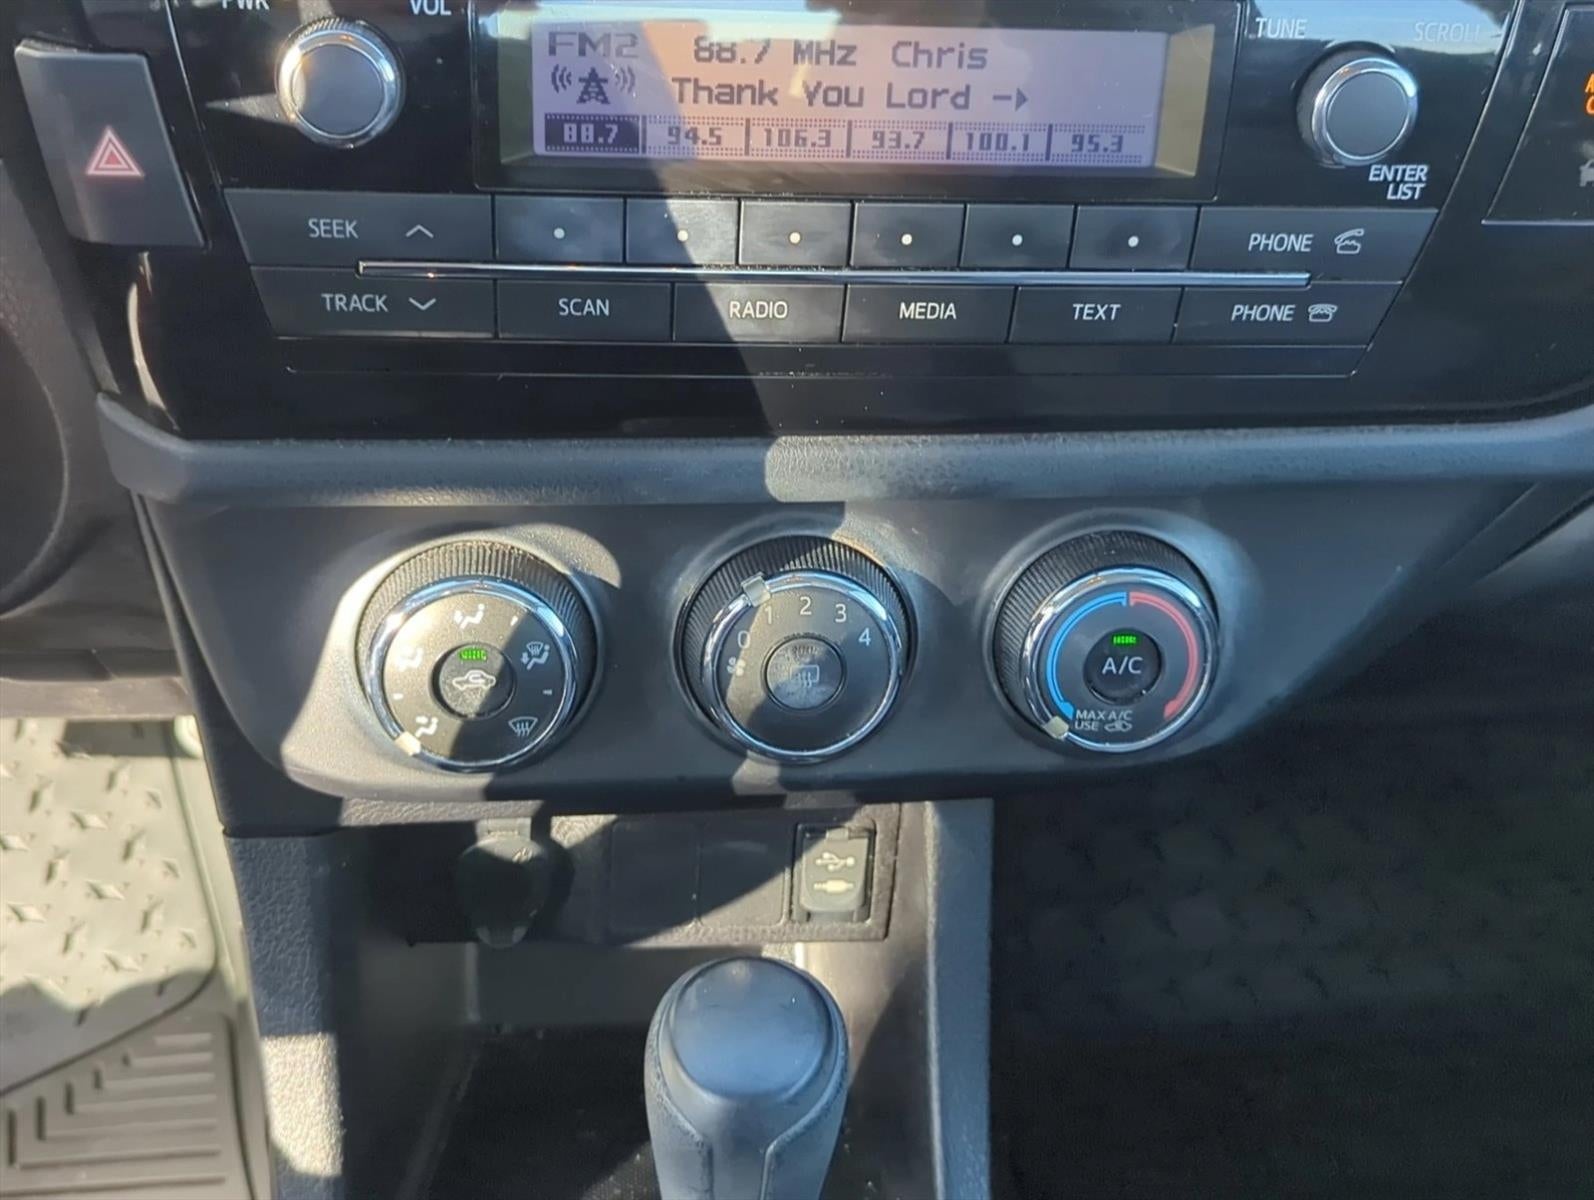 PWR
VOL
FM2 88.7 MHz Chris
Thank You Lord
88.7 94.5 106.3 93.7 100.1 95.3
TUNE
SCROLL
ENTER
LIST
SEEK
PHONE
TRACK
SCAN
RADIO
MEDIA
TEXT
PHONE
0 1 2 3 4
A/C
MAX A/C
USE